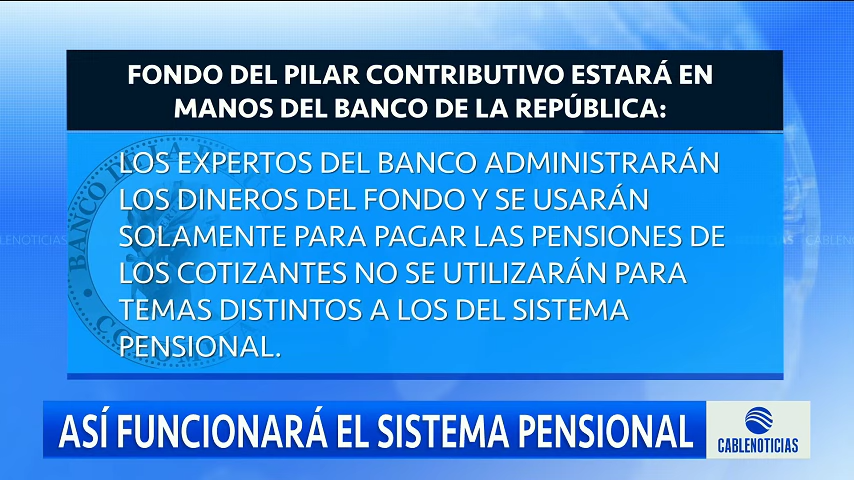 FONDO DEL PILAR CONTRIBUTIVO ESTARÁ EN
MANOS DEL BANCO DE LA REPÚBLICA:
LOS EXPERTOS DEL BANCO ADMINISTRARÁN
LOS DINEROS DEL FONDO Y SE USARÁN
SOLAMENTE PARA PAGAR LAS PENSIONES DE
LOS COTIZANTES NO SE UTILIZARÁN PARA
TEMAS DISTINTOS A LOS DEL SISTEMA
PENSIONAL.
ASÍ FUNCIONARÁ EL SISTEMA PENSIONAL
CABLENOTICIAS